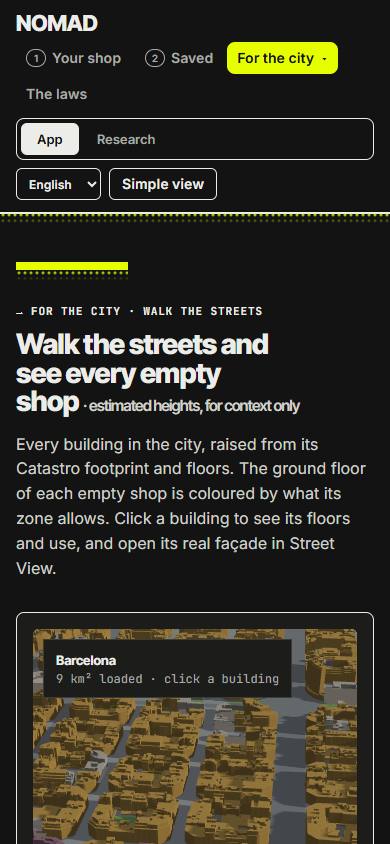 NOMAD
1 Your shop
2 Saved
For the city
The laws
App
Research
English
Simple view
→ FOR THE CITY · WALK THE STREETS
Walk the streets and
see every empty
shop · estimated heights, for context only
Every building in the city, raised from its
Catastro footprint and floors. The ground floor
of each empty shop is coloured by what its
zone allows. Click a building to see its floors
and use, and open its real façade in Street
View.
Barcelona
9 km² loaded · click a building